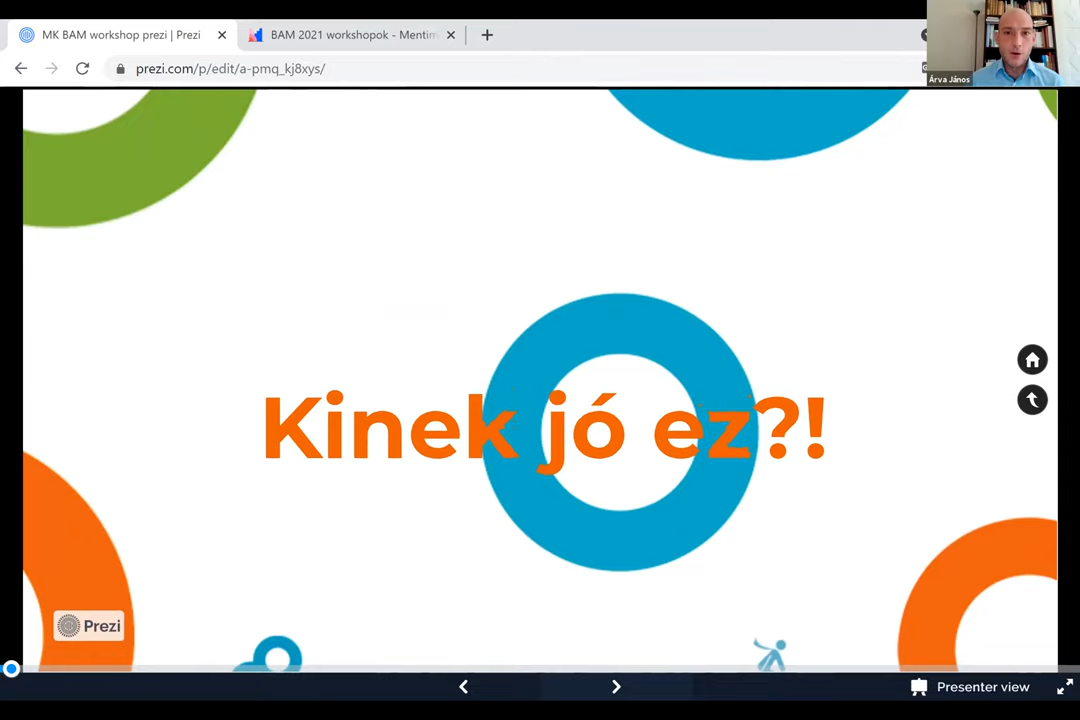 MK BAM workshop prezi | Prezi
BAM 2021 workshopok - Mentim
prezi.com/p/edit/a-pmq_kj8xys/
Árva János
Kinek jó ez?!
Prezi
Presenter view